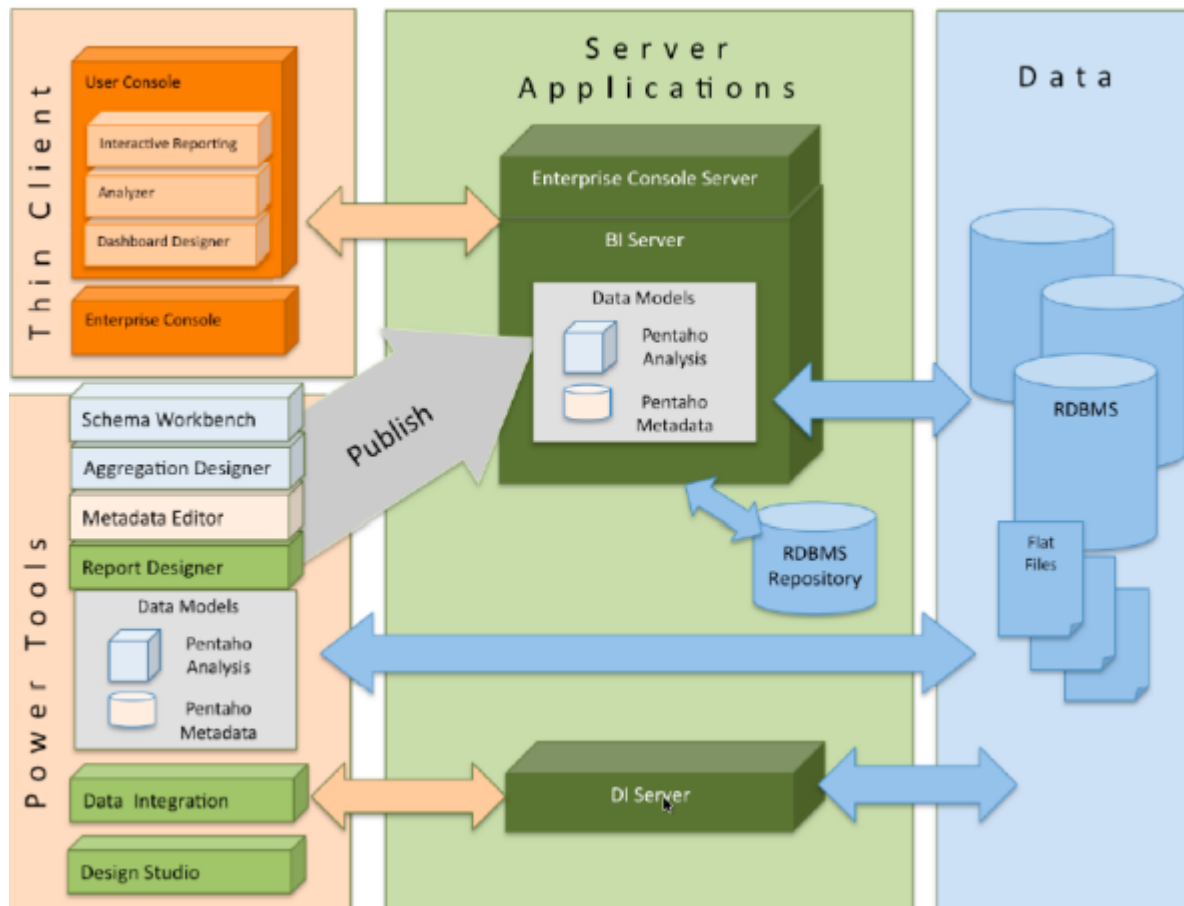 Thin Client
User Console
Interactive Reporting
Analyzer
Dashboard Designer
Enterprise Console
Power Tools
Schema Workbench
Aggregation Designer
Metadata Editor
Report Designer
Data Models
Pentaho
Analysis
Pentaho
Metadata
Data Integration
Design Studio
Publish
Server
Applications
Enterprise Console Server
BI Server
Data Models
Pentaho
Analysis
Pentaho
Metadata
RDBMS
Repository
DI Server
Data
RDBMS
Flat
Files